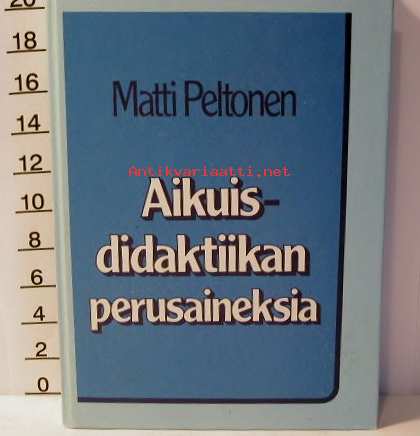 20
18
16
14
12
10
8
6
4
2
0
Matti Peltonen
Antikvariaatti.net
Aikuis-
didaktiikan
perusaineksia